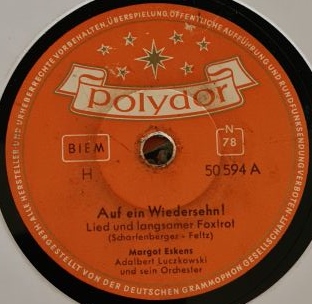 ALLE HERSTELLER- UND URHEBERRECHTE VORBEHALTEN, ÜBERSPIELUNG, ÖFFENTLICHE AUFFÜHRUNG UND RUNDFUNKSENDUNG VERBOTEN
polydor
BIEM
N
78
H
50 594 A
Auf ein Wiedersehn!
Lied und langsamer Foxtrot
(Scharfenberger - Feltz)
Margot Eskens
Adalbert Luczkowski
und sein Orchester
HERGESTELLT VON DER DEUTSCHEN GRAMMOPHON GESELLSCHAFT